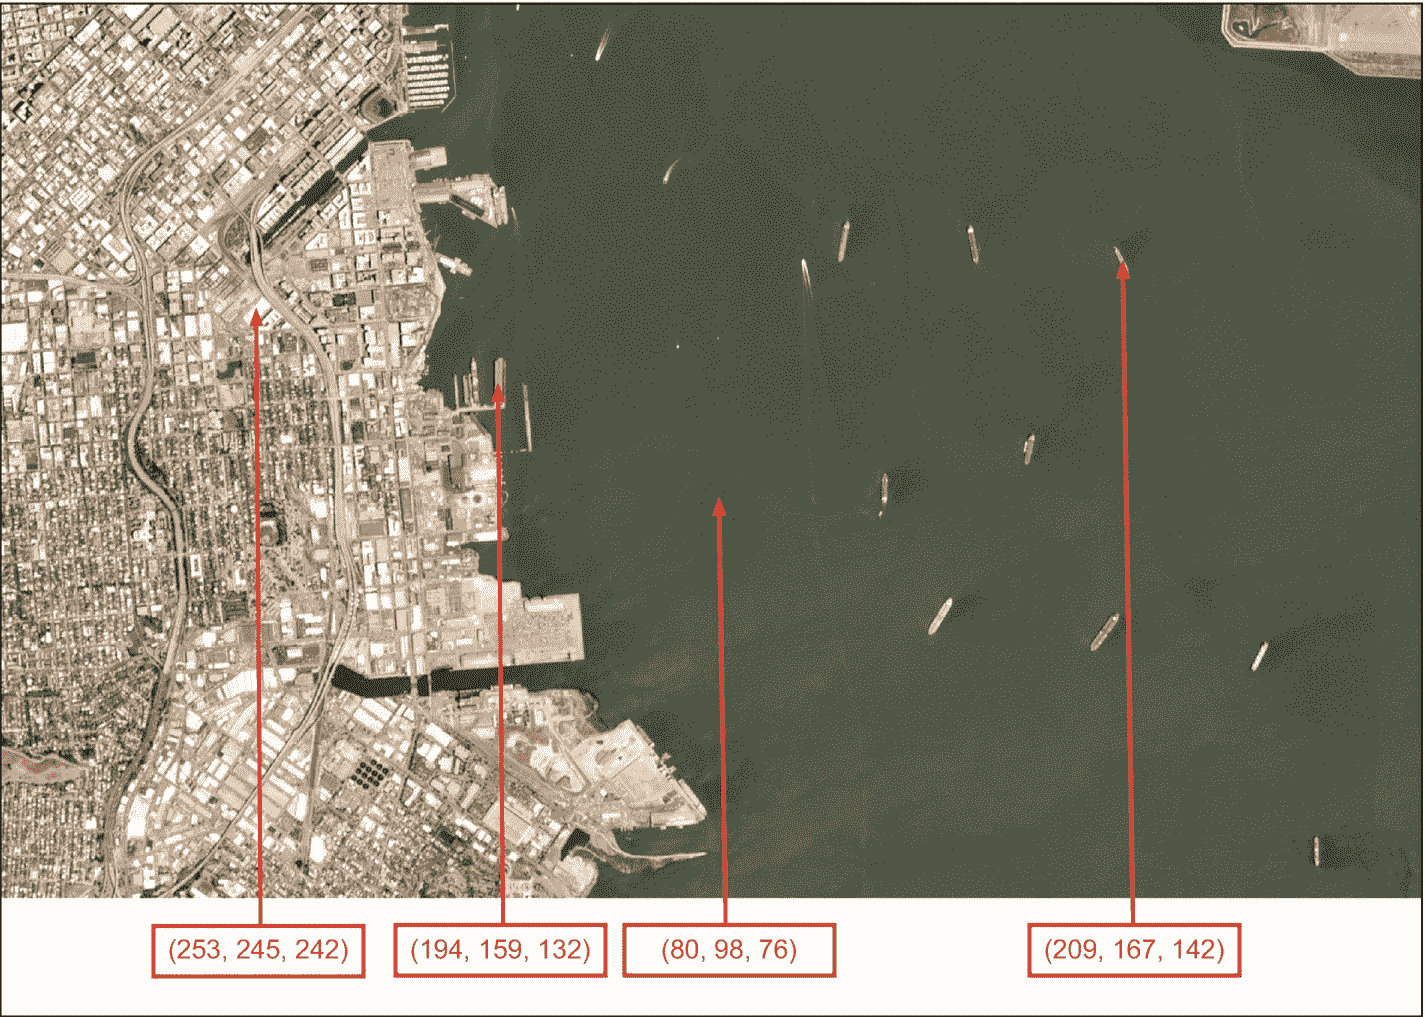 (253, 245, 242)
(194, 159, 132)
(80, 98, 76)
(209, 167, 142)